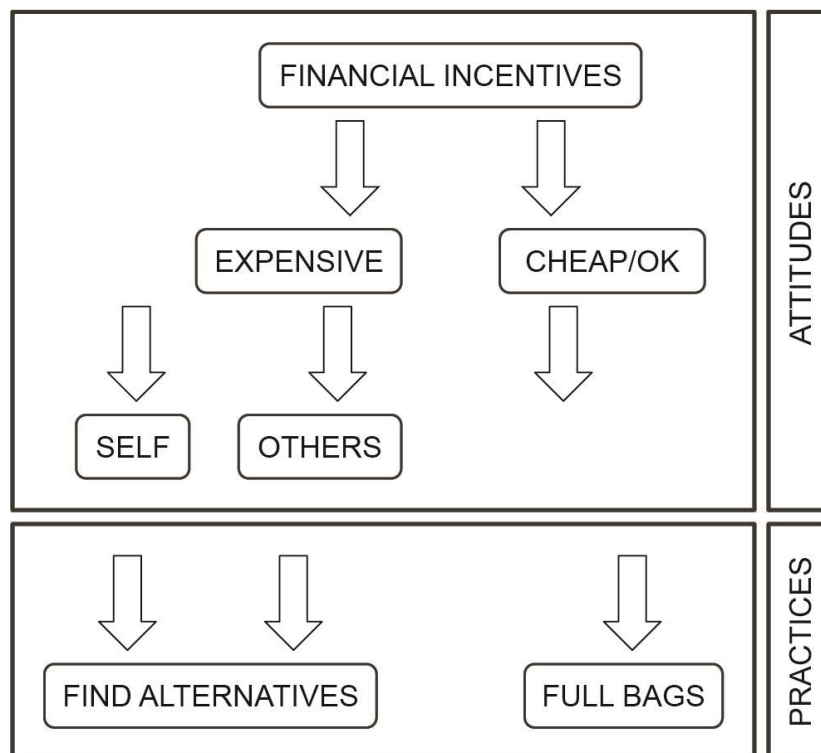 FINANCIAL INCENTIVES
EXPENSIVE
CHEAP/OK
SELF
OTHERS
ATTITUDES
FIND ALTERNATIVES
FULL BAGS
PRACTICES